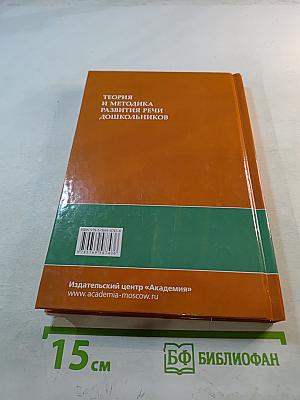 ТЕОРИЯ
И МЕТОДИКА
РАЗВИТИЯ РЕЧИ
ДОШКОЛЬНИКОВ
Издательский центр «Академия»
www.academia-moscow.ru
15 см
БФ БИБЛИОФАН